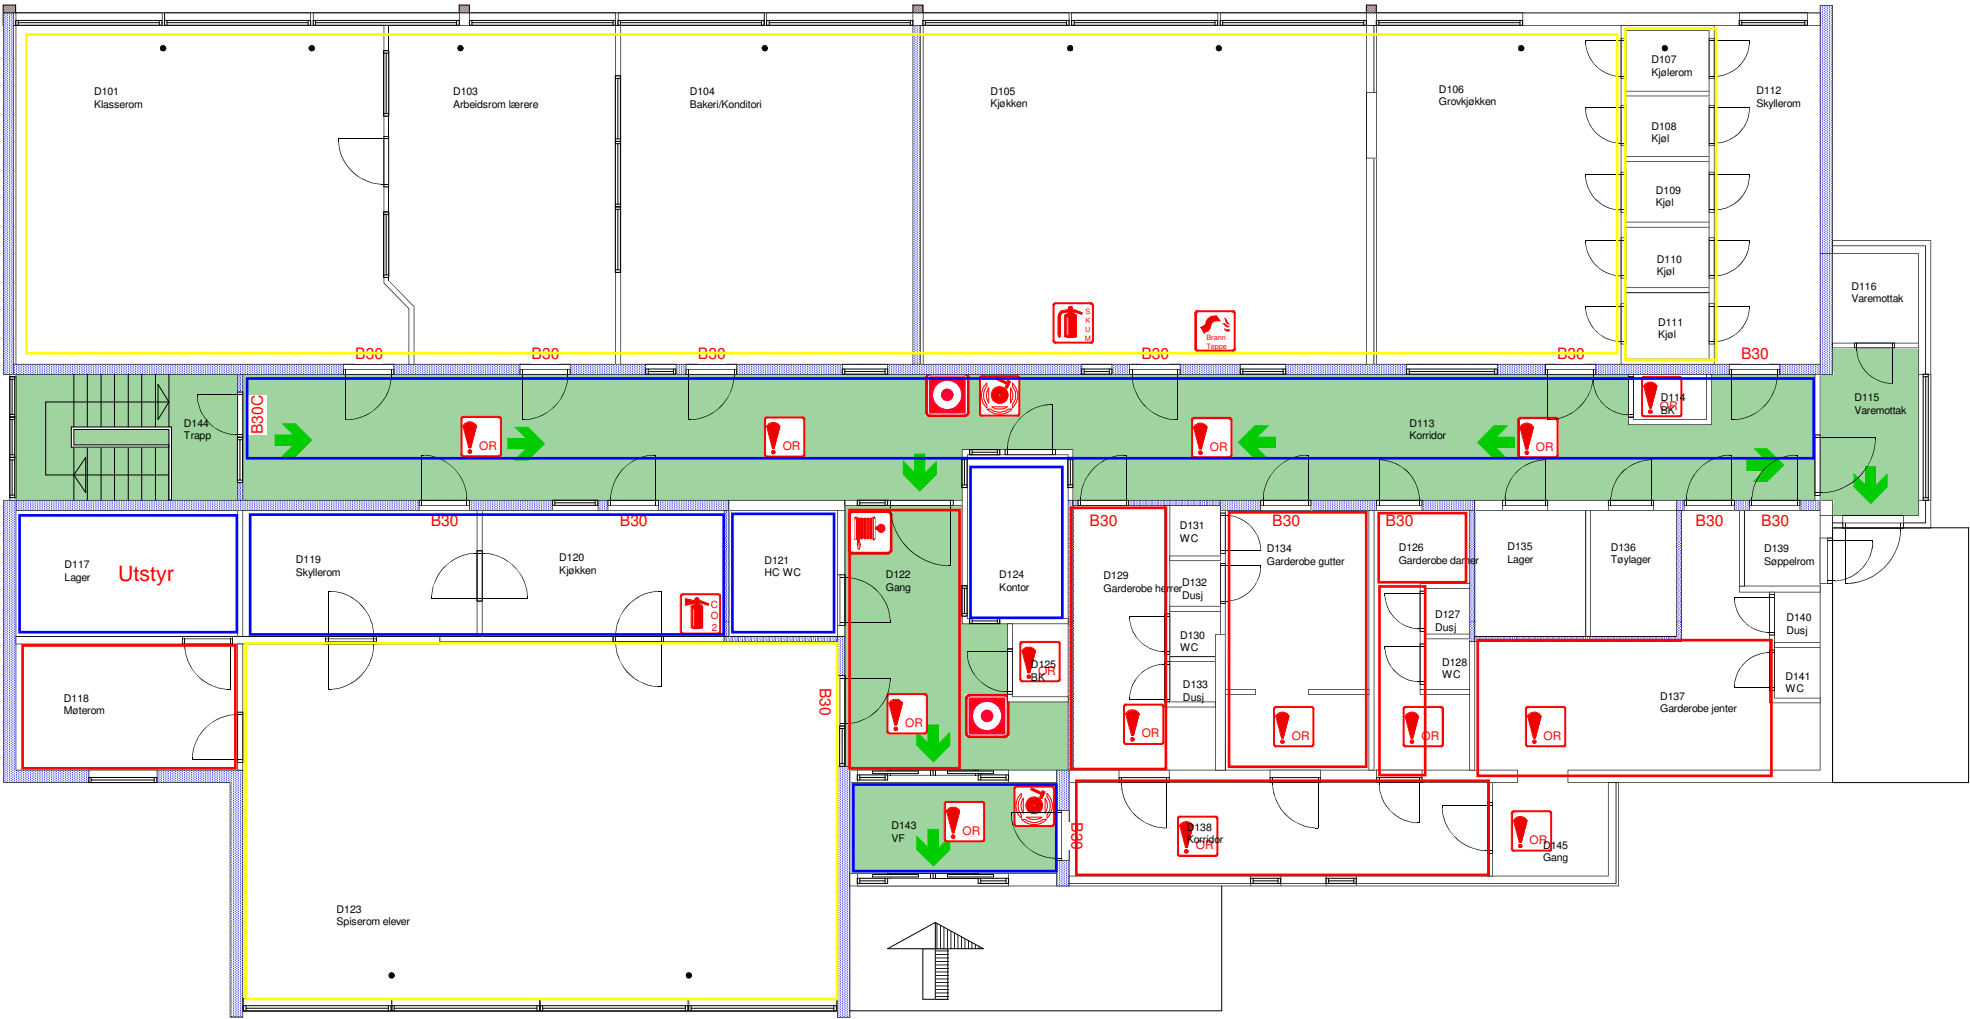 D101
Klasserom
D103
Arbeidsrom lærere
D104
Bakeri/Konditori
D105
Kjøkken
D106
Grovkjøkken
D107
Kjølerom
D108
Kjøl
D109
Kjøl
D110
Kjøl
D111
Kjøl
D112
Skyllerom
D116
Varemottak
SKUM
Brann
Teppe
B30
B30
B30
B30
B30
B30
B30C
D144
Trapp
OR
OR
OR
OR
D113
Korridor
OR
D114
BK
D115
Varemottak
B30
B30
B30
B30
B30
B30
B30
D117
Lager
Utstyr
D119
Skyllerom
D120
Kjøkken
CO2
D121
HC WC
D122
Gang
D124
Kontor
D125
BK
OR
D129
Garderobe herrer
D131
WC
D132
Dusj
D130
WC
D133
Dusj
D134
Garderobe gutter
D126
Garderobe damer
D127
Dusj
D128
WC
D135
Lager
D136
Tøylager
D139
Søppelrom
D140
Dusj
D141
WC
D137
Garderobe jenter
D118
Møterom
B30
OR
OR
OR
OR
OR
D143
VF
OR
B30
D138
Korridor
OR
OR
D145
Gang
D123
Spiserom elever